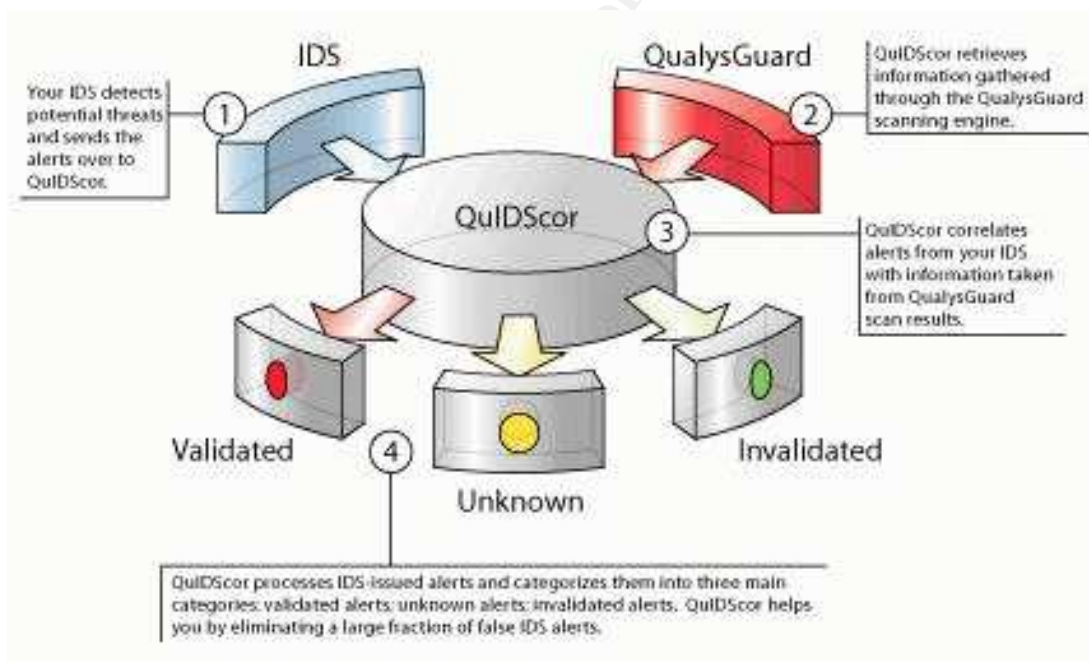 IDS
QualysGuard
Your IDS detects
potential threats
and sends the
alerts over to
QuIDScor.
1
2
QuIDScor retrieves
information gathered
through the QualysGuard
scanning engine.
QuIDScor
3
QuIDScor correlates
alerts from your IDS
with information taken
from QualysGuard
scan results.
Validated
4
Unknown
Invalidated
QuIDScor processes IDS-issued alerts and categorizes them into three main
categories: validated alerts; unknown alerts; invalidated alerts. QuIDScor helps
you by eliminating a large fraction of false IDS alerts.